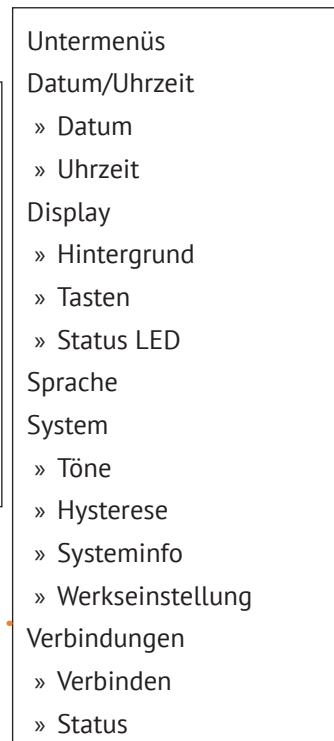 Untermenüs
Datum/Uhrzeit
» Datum
» Uhrzeit
Display
» Hintergrund
» Tasten
» Status LED
Sprache
System
» Töne
» Hysterese
» Systeminfo
» Werkseinstellung
Verbindungen
» Verbinden
» Status